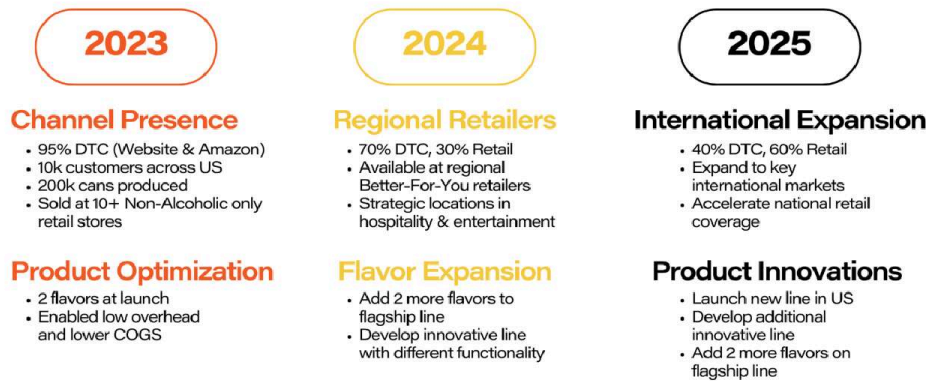 2023
2024
2025
Channel Presence
• 95% DTC (Website & Amazon)
• 10k customers across US
• 200k cans produced
• Sold at 10+ Non-Alcoholic only
retail stores
Regional Retailers
• 70% DTC, 30% Retail
• Available at regional
Better-For-You retailers
• Strategic locations in
hospitality & entertainment
International Expansion
• 40% DTC, 60% Retail
• Expand to key
international markets
• Accelerate national retail
coverage
Product Optimization
• 2 flavors at launch
• Enabled low overhead
and lower COGS
Flavor Expansion
• Add 2 more flavors to
flagship line
• Develop innovative line
with different functionality
Product Innovations
• Launch new line in US
• Develop additional
innovative line
• Add 2 more flavors on
flagship line